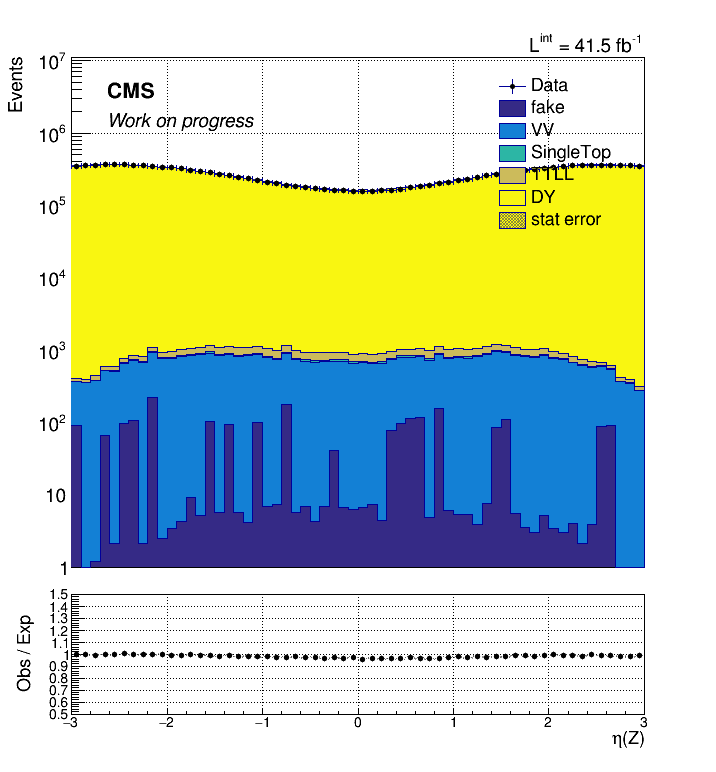 L^int = 41.5 fb^-1
Events
10^7
10^6
10^5
10^4
10^3
10^2
10
1
CMS
Work on progress
Data
fake
VV
SingleTop
TTLL
DY
stat error
Obs / Exp
1.5
1.4
1.3
1.2
1.1
1
0.9
0.8
0.7
0.6
0.5
−3 −2 −1 0 1 2 3
η(Z)